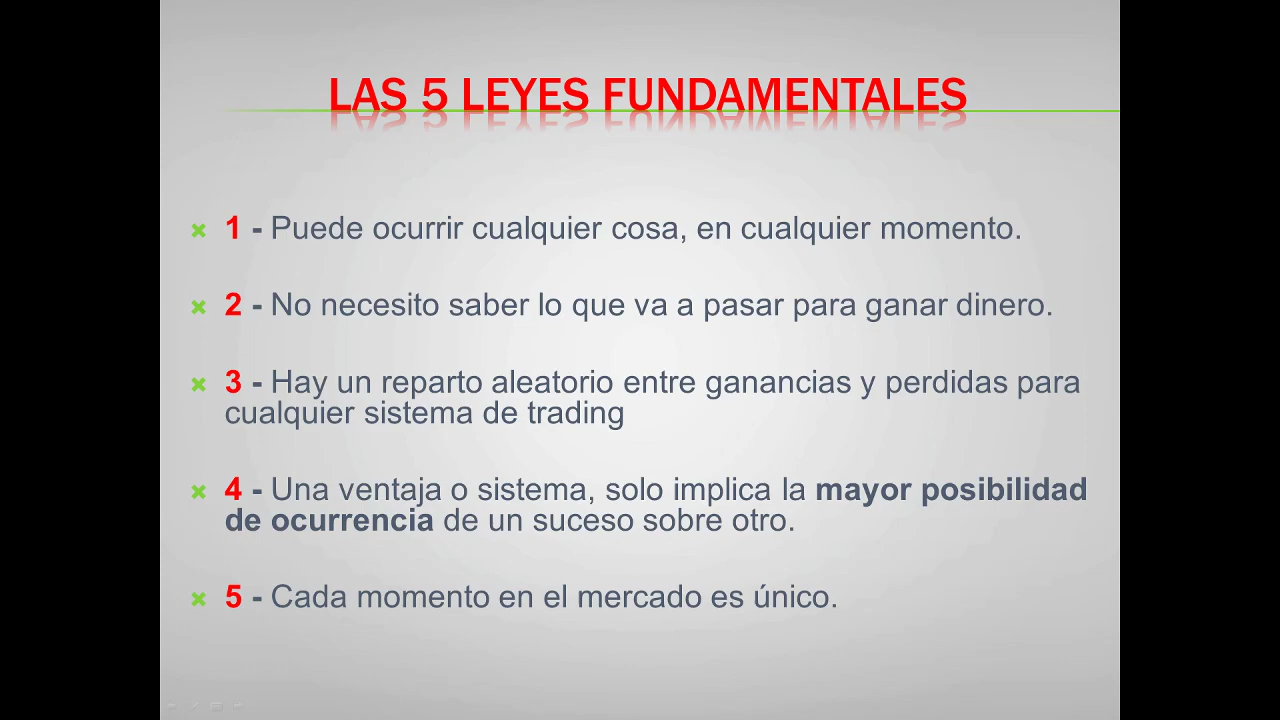 LAS 5 LEYES FUNDAMENTALES
1 - Puede ocurrir cualquier cosa, en cualquier momento.
2 - No necesito saber lo que va a pasar para ganar dinero.
3 - Hay un reparto aleatorio entre ganancias y perdidas para
cualquier sistema de trading
4 - Una ventaja o sistema, solo implica la mayor posibilidad
de ocurrencia de un suceso sobre otro.
5 - Cada momento en el mercado es único.